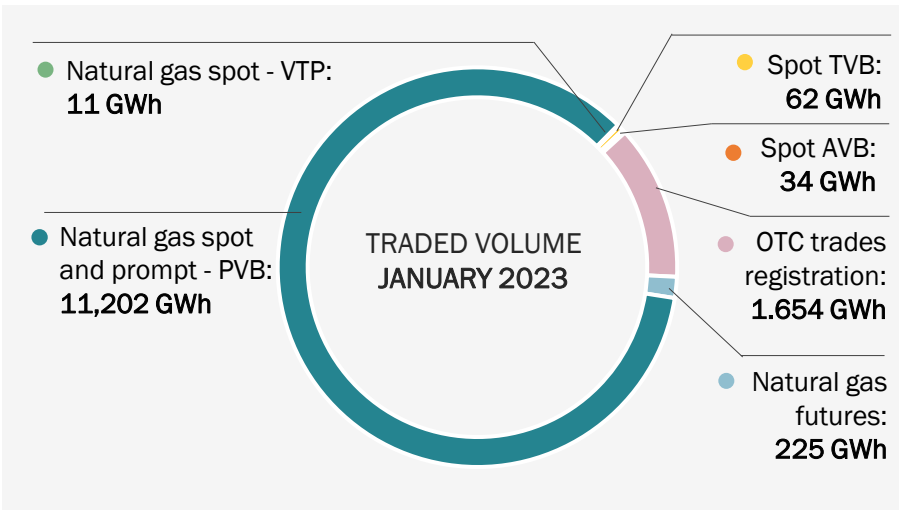 Natural gas spot - VTP:
11 GWh
Natural gas spot
and prompt - PVB:
11,202 GWh
TRADED VOLUME
JANUARY 2023
Spot TVB:
62 GWh
Spot AVB:
34 GWh
OTC trades
registration:
1.654 GWh
Natural gas
futures:
225 GWh